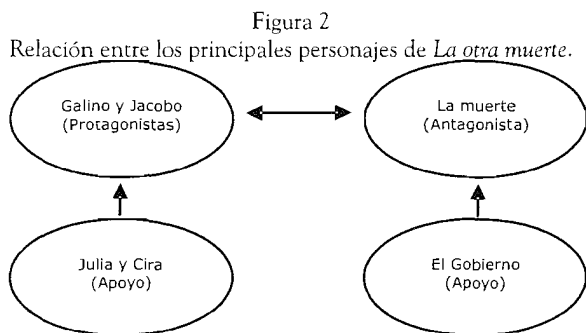 Figura 2
Relación entre los principales personajes de La otra muerte.
Galino y Jacobo
(Protagonistas)
La muerte
(Antagonista)
Julia y Cira
(Apoyo)
El Gobierno
(Apoyo)